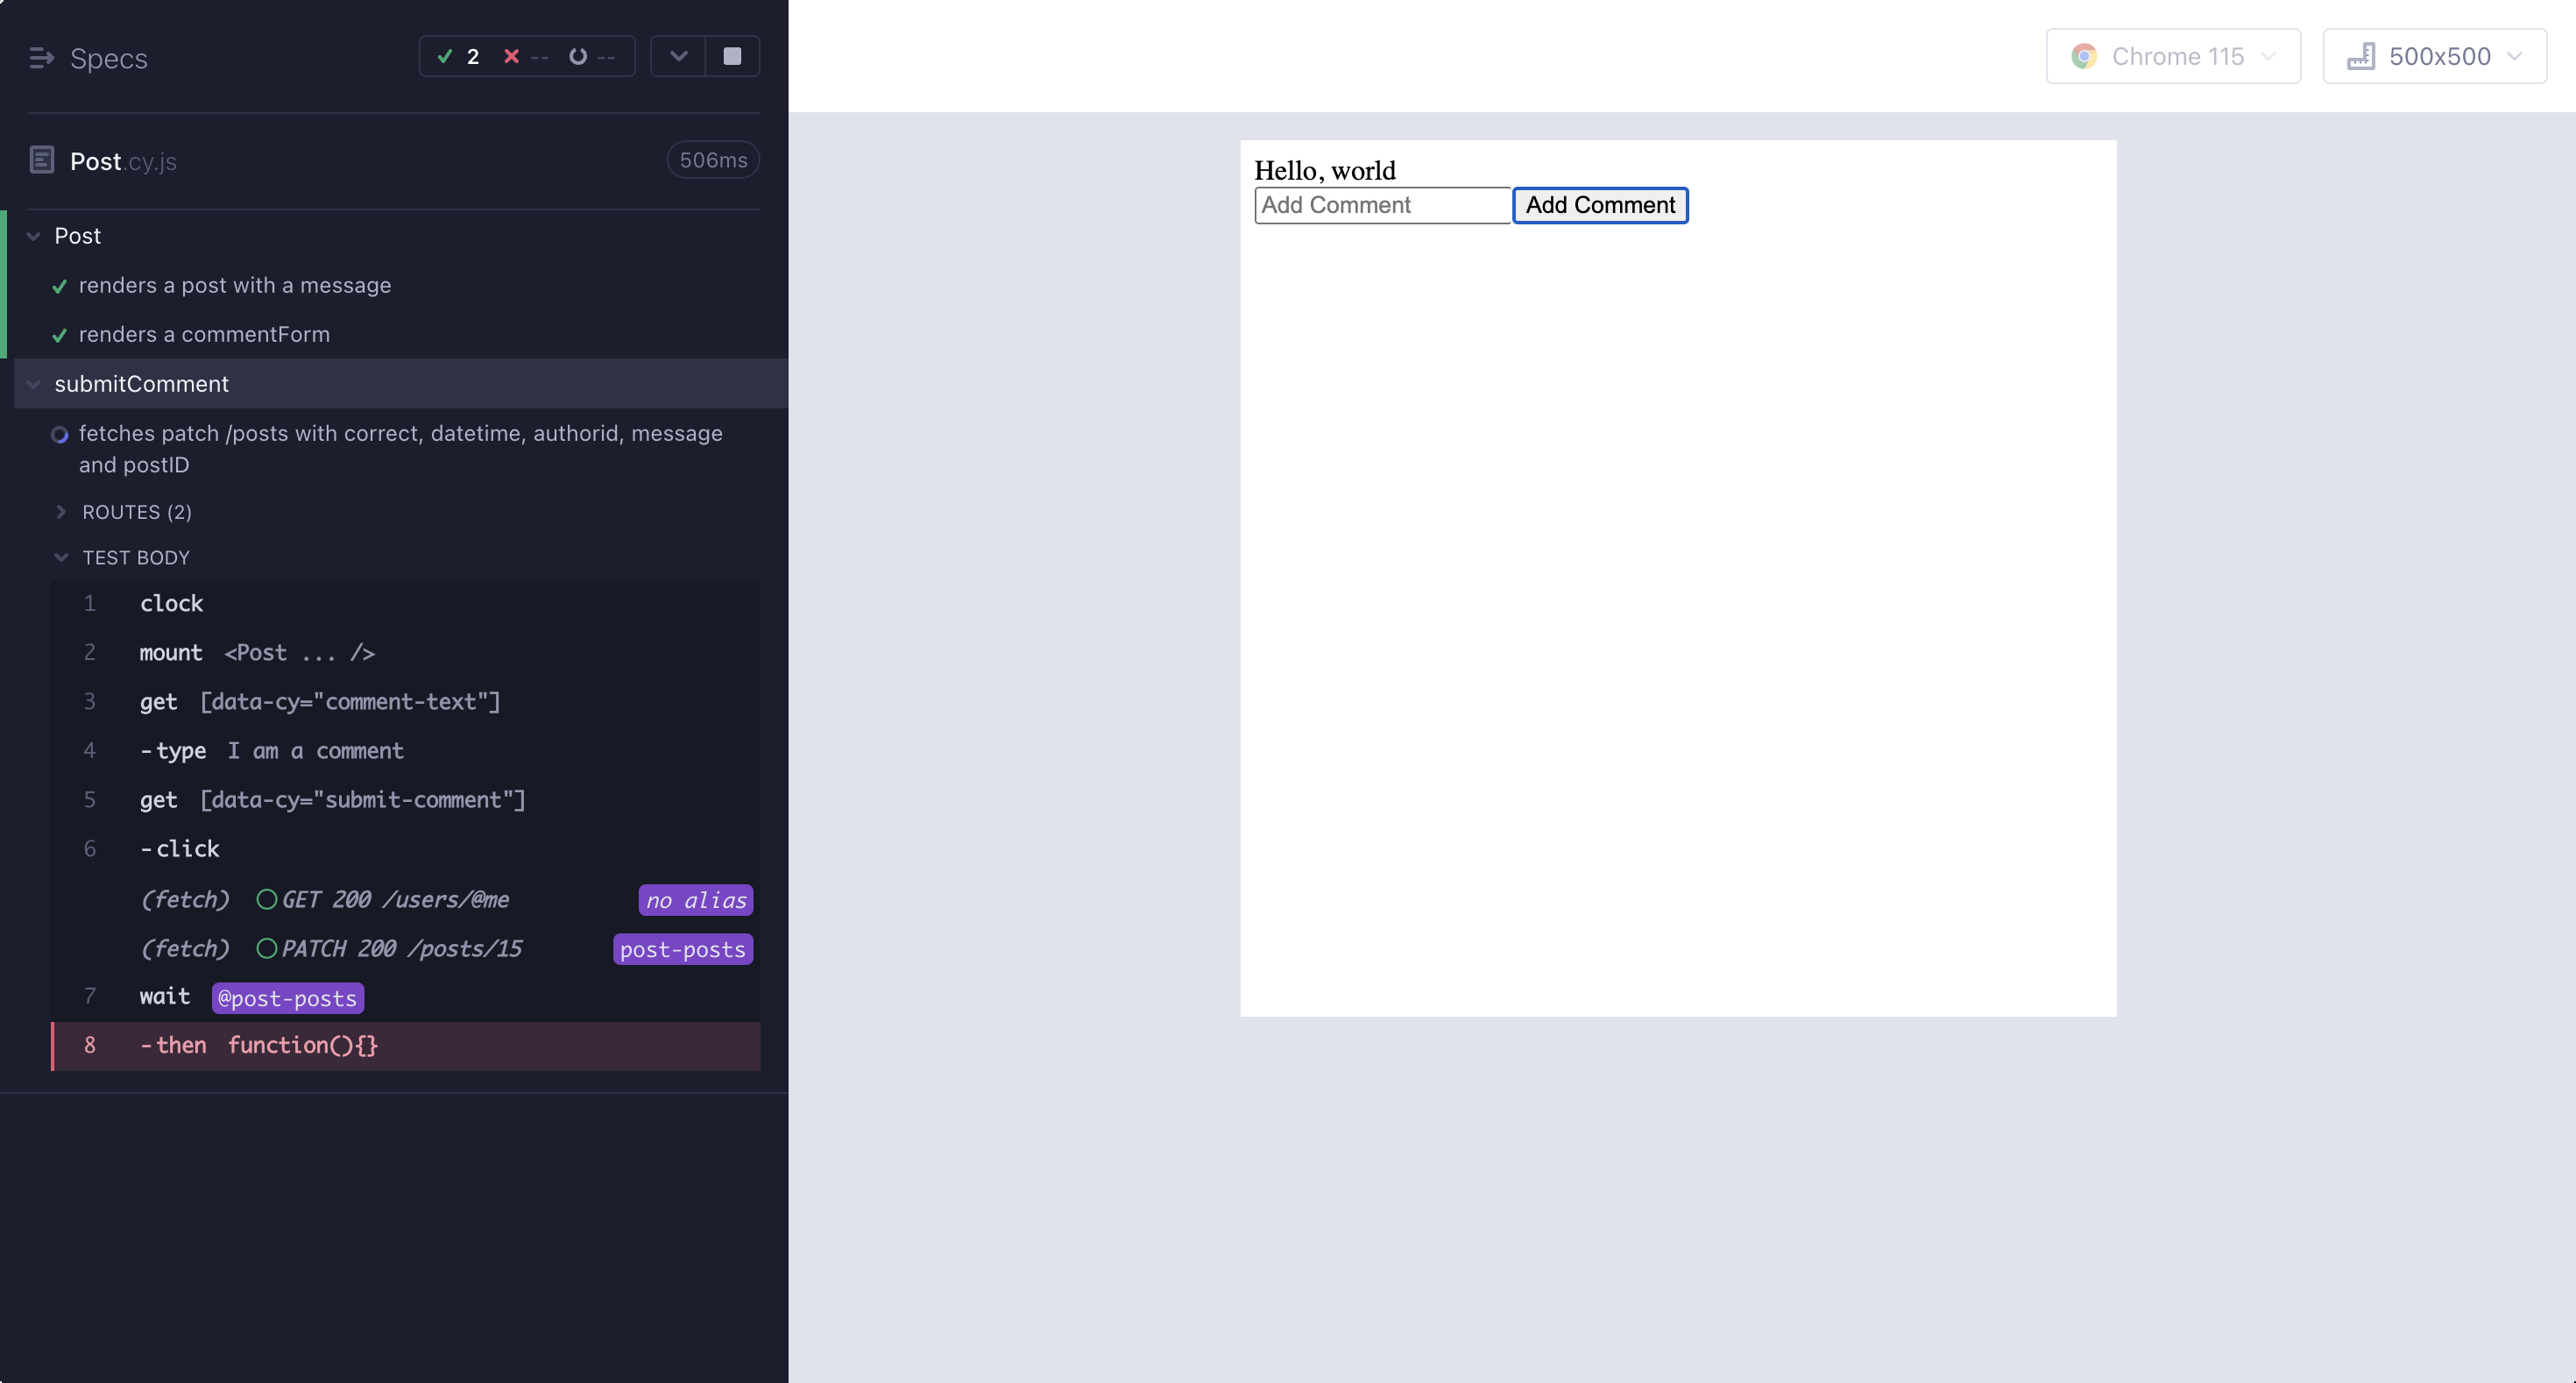 Specs
2 -- --
Post.cy.js
506ms
Post
renders a post with a message
renders a commentForm
submitComment
fetches patch /posts with correct, datetime, authorid, message
and postID
ROUTES (2)
TEST BODY
1 clock
2 mount <Post ... />
3 get [data-cy="comment-text"]
4 -type I am a comment
5 get [data-cy="submit-comment"]
6 -click
(fetch) GET 200 /users/@me no alias
(fetch) PATCH 200 /posts/15 post-posts
7 wait @post-posts
8 -then function(){}
Chrome 115
500x500
Hello, world
Add Comment Add Comment